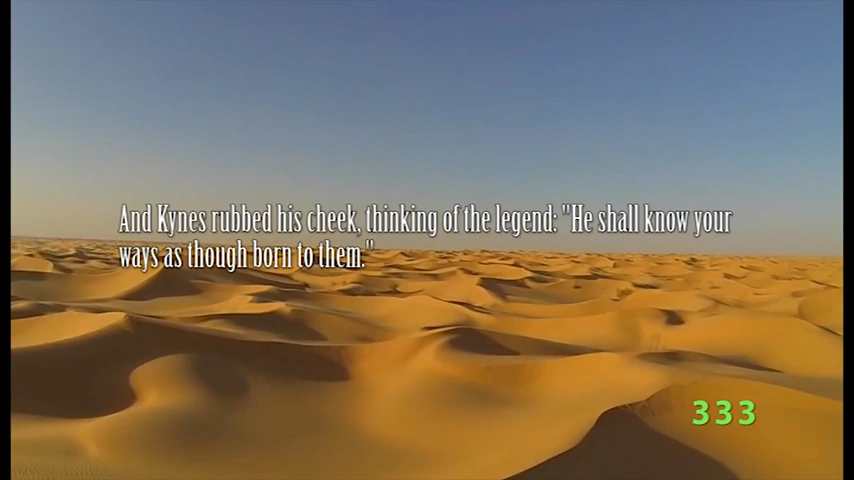 And Kynes rubbed his cheek, thinking of the legend: "He shall know your
ways as though born to them."
333